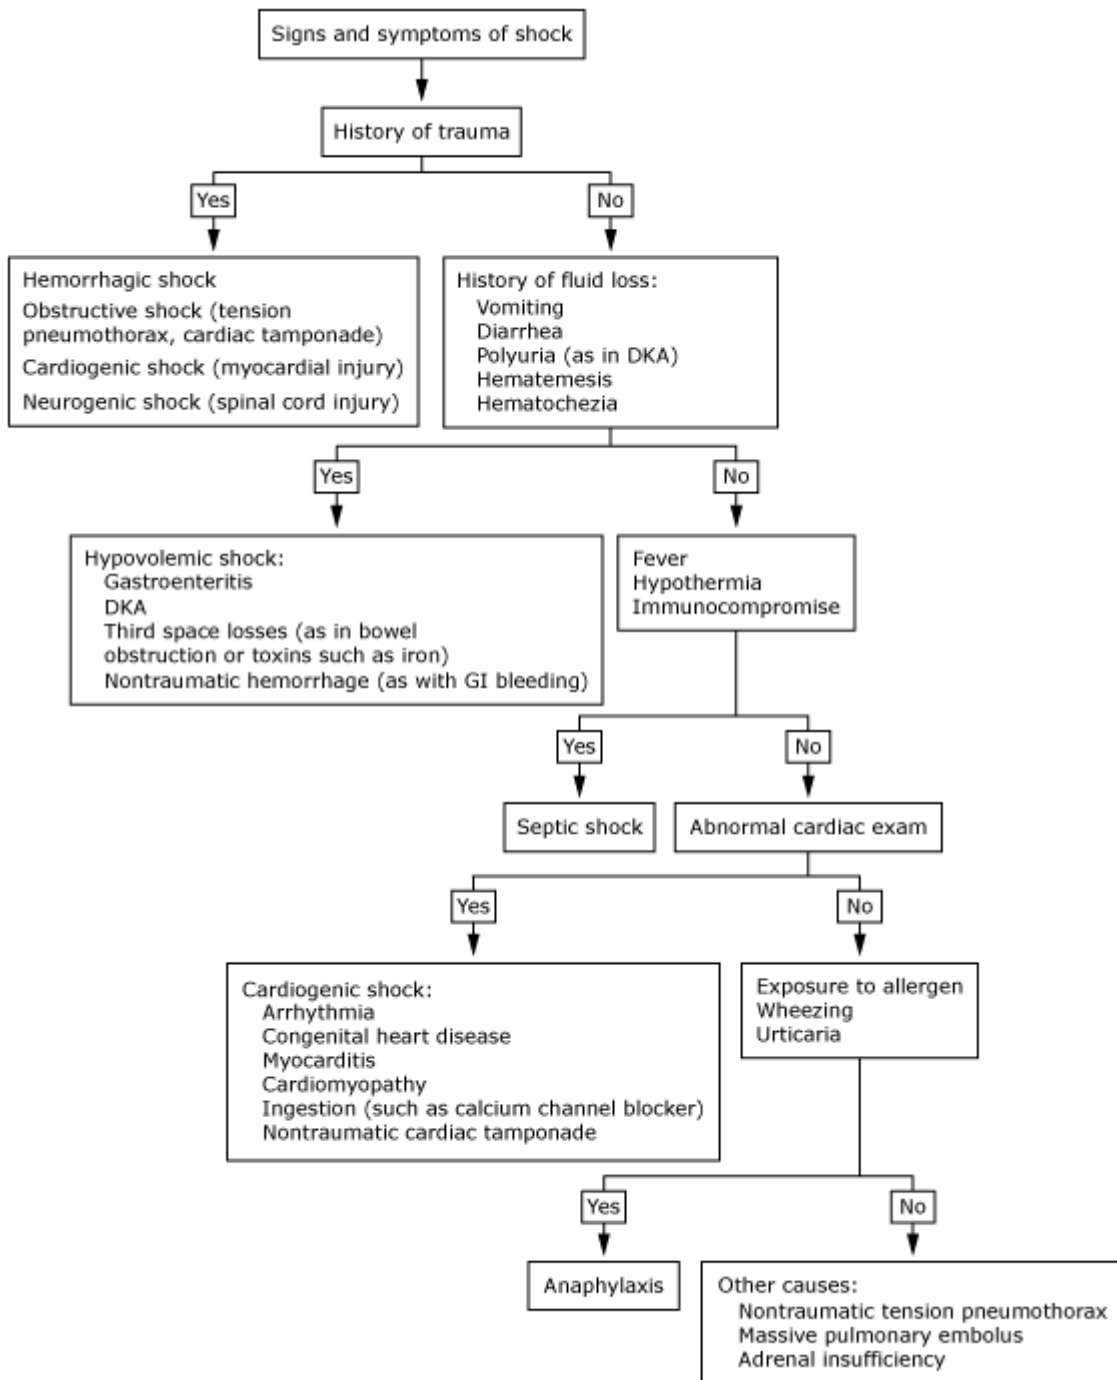 Signs and symptoms of shock
History of trauma
Yes
No
Hemorrhagic shock
Obstructive shock (tension
pneumothorax, cardiac tamponade)
Cardiogenic shock (myocardial injury)
Neurogenic shock (spinal cord injury)
History of fluid loss:
Vomiting
Diarrhea
Polyuria (as in DKA)
Hematemesis
Hematochezia
Yes
No
Hypovolemic shock:
Gastroenteritis
DKA
Third space losses (as in bowel
obstruction or toxins such as iron)
Nontraumatic hemorrhage (as with GI bleeding)
Fever
Hypothermia
Immunocompromise
Yes
No
Septic shock
Abnormal cardiac exam
Yes
No
Cardiogenic shock:
Arrhythmia
Congenital heart disease
Myocarditis
Cardiomyopathy
Ingestion (such as calcium channel blocker)
Nontraumatic cardiac tamponade
Exposure to allergen
Wheezing
Urticaria
Yes
No
Anaphylaxis
Other causes:
Nontraumatic tension pneumothorax
Massive pulmonary embolus
Adrenal insufficiency